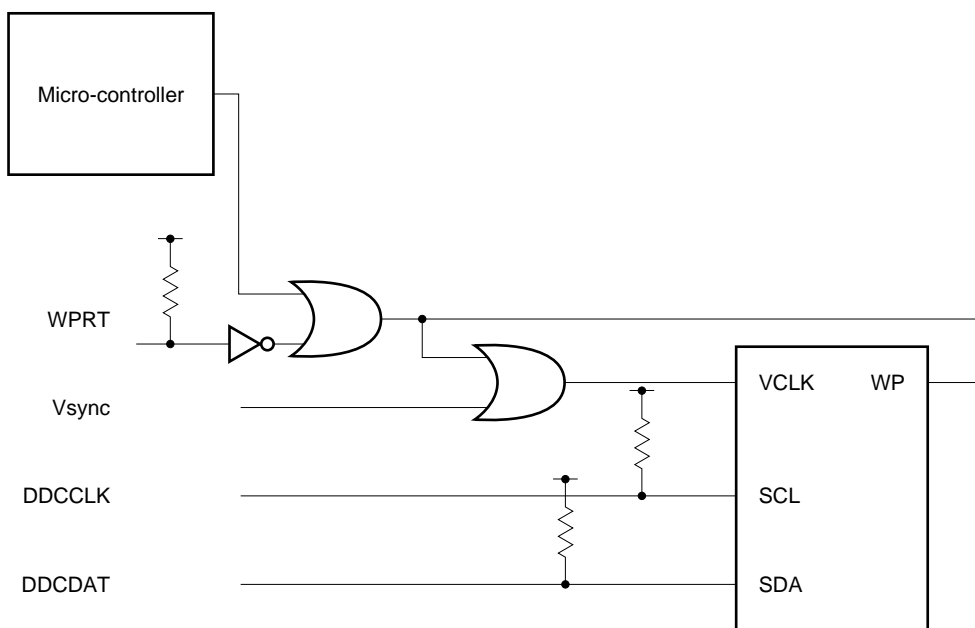 Micro-controller
WPRT
VCLK WP
Vsync
DDCCLK
SCL
DDCDAT
SDA